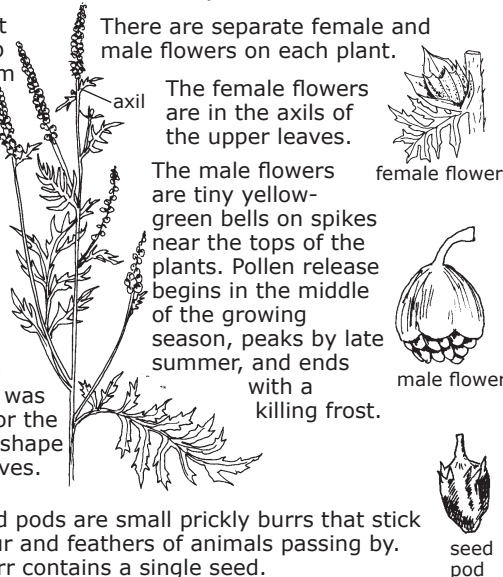 There are separate female and
male flowers on each plant.
axil
The female flowers
are in the axils of
the upper leaves.
female flower
The male flowers
are tiny yellow-
green bells on spikes
near the tops of the
plants. Pollen release
begins in the middle
of the growing
season, peaks by late
summer, and ends
with a
killing frost.
male flower
was
or the
shape
ves.
d pods are small prickly burrs that stick
ur and feathers of animals passing by.
rr contains a single seed.
seed
pod